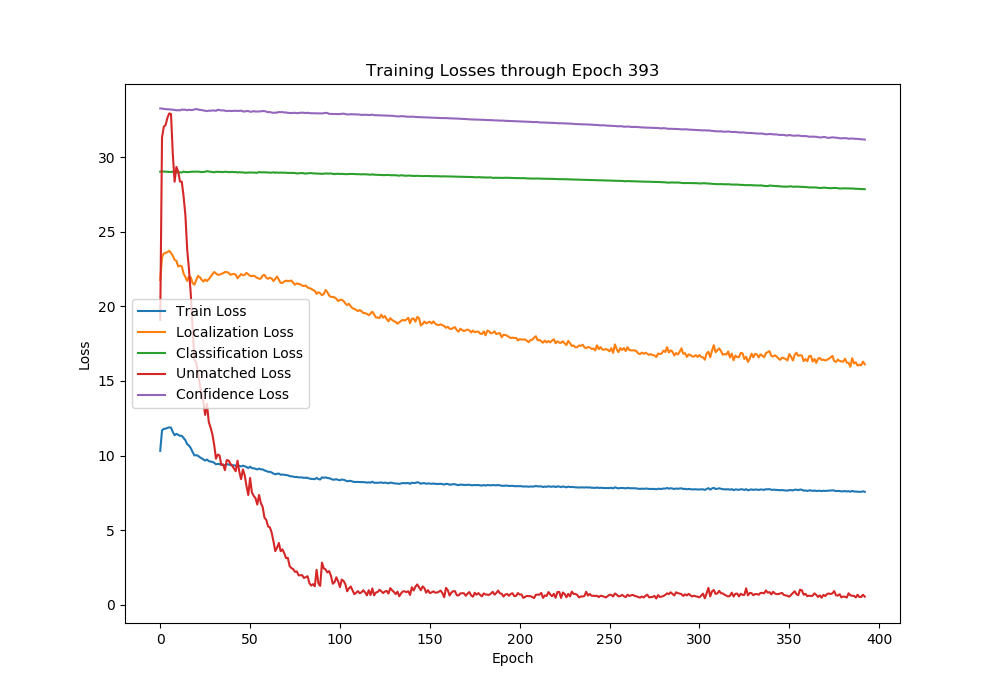 Training Losses through Epoch 393
Loss
30
25
20
15
10
5
0
Train Loss
Localization Loss
Classification Loss
Unmatched Loss
Confidence Loss
0 50 100 150 200 250 300 350 400
Epoch